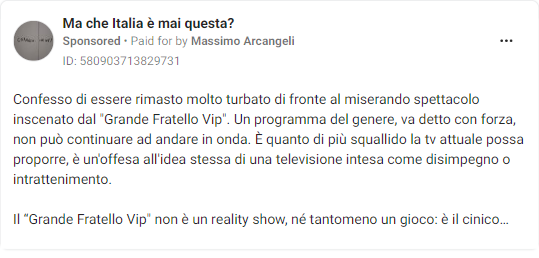 Ma che Italia è mai questa?
Sponsored • Paid for by Massimo Arcangeli
ID: 580903713829731
Confesso di essere rimasto molto turbato di fronte al miserando spettacolo
inscenato dal "Grande Fratello Vip". Un programma del genere, va detto con forza,
non può continuare ad andare in onda. È quanto di più squallido la tv attuale possa
proporre, è un'offesa all'idea stessa di una televisione intesa come disimpegno o
intrattenimento.
Il “Grande Fratello Vip" non è un reality show, né tantomeno un gioco: è il cinico...